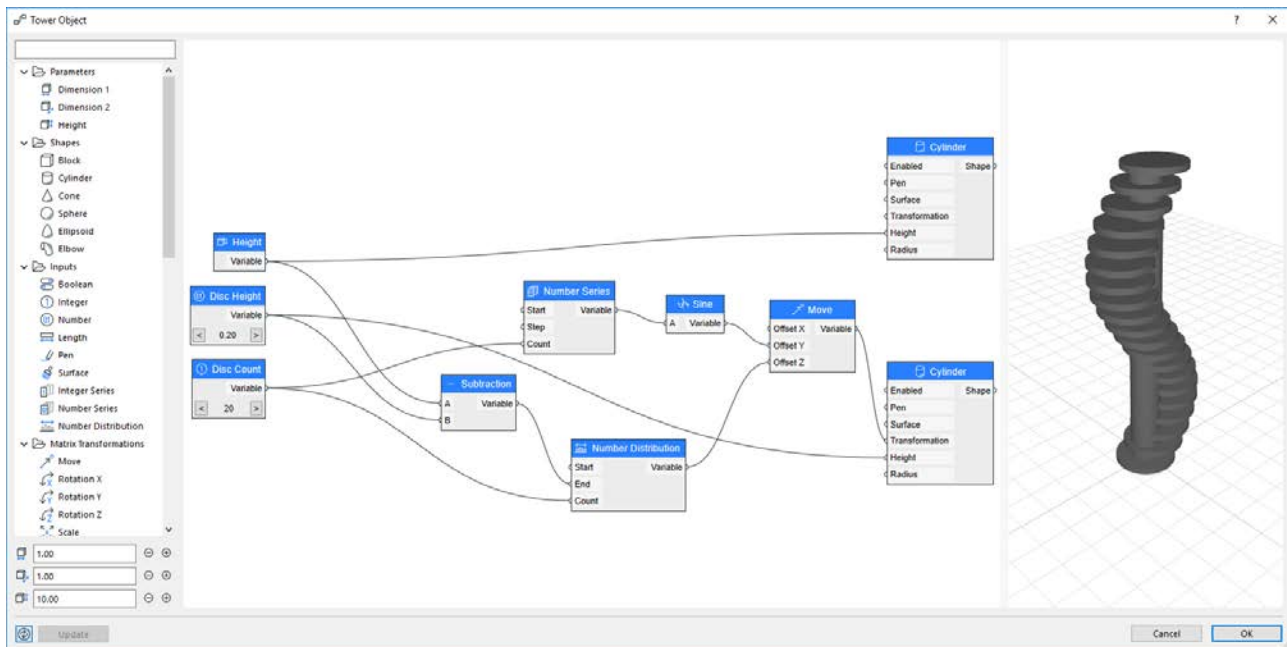 Tower Object
?
Parameters
Dimension 1
Dimension 2
Height
Shapes
Block
Cylinder
Cone
Sphere
Ellipsoid
Elbow
Inputs
Boolean
Integer
Number
Length
Pen
Surface
Integer Series
Number Series
Number Distribution
Matrix Transformations
Move
Rotation X
Rotation Y
Rotation Z
Scale
1.00
1.00
10.00
Update
Height
Variable
Disc Height
Variable
< 0.20 >
Disc Count
Variable
< 20 >
Subtraction
A Variable
B
Number Series
Start Variable
Step
Count
Number Distribution
Start Variable
End
Count
Sine
A Variable
Move
Offset X Variable
Offset Y
Offset Z
Cylinder
Enabled Shape
Pen
Surface
Transformation
Height
Radius
Cylinder
Enabled Shape
Pen
Surface
Transformation
Height
Radius
Cancel
OK